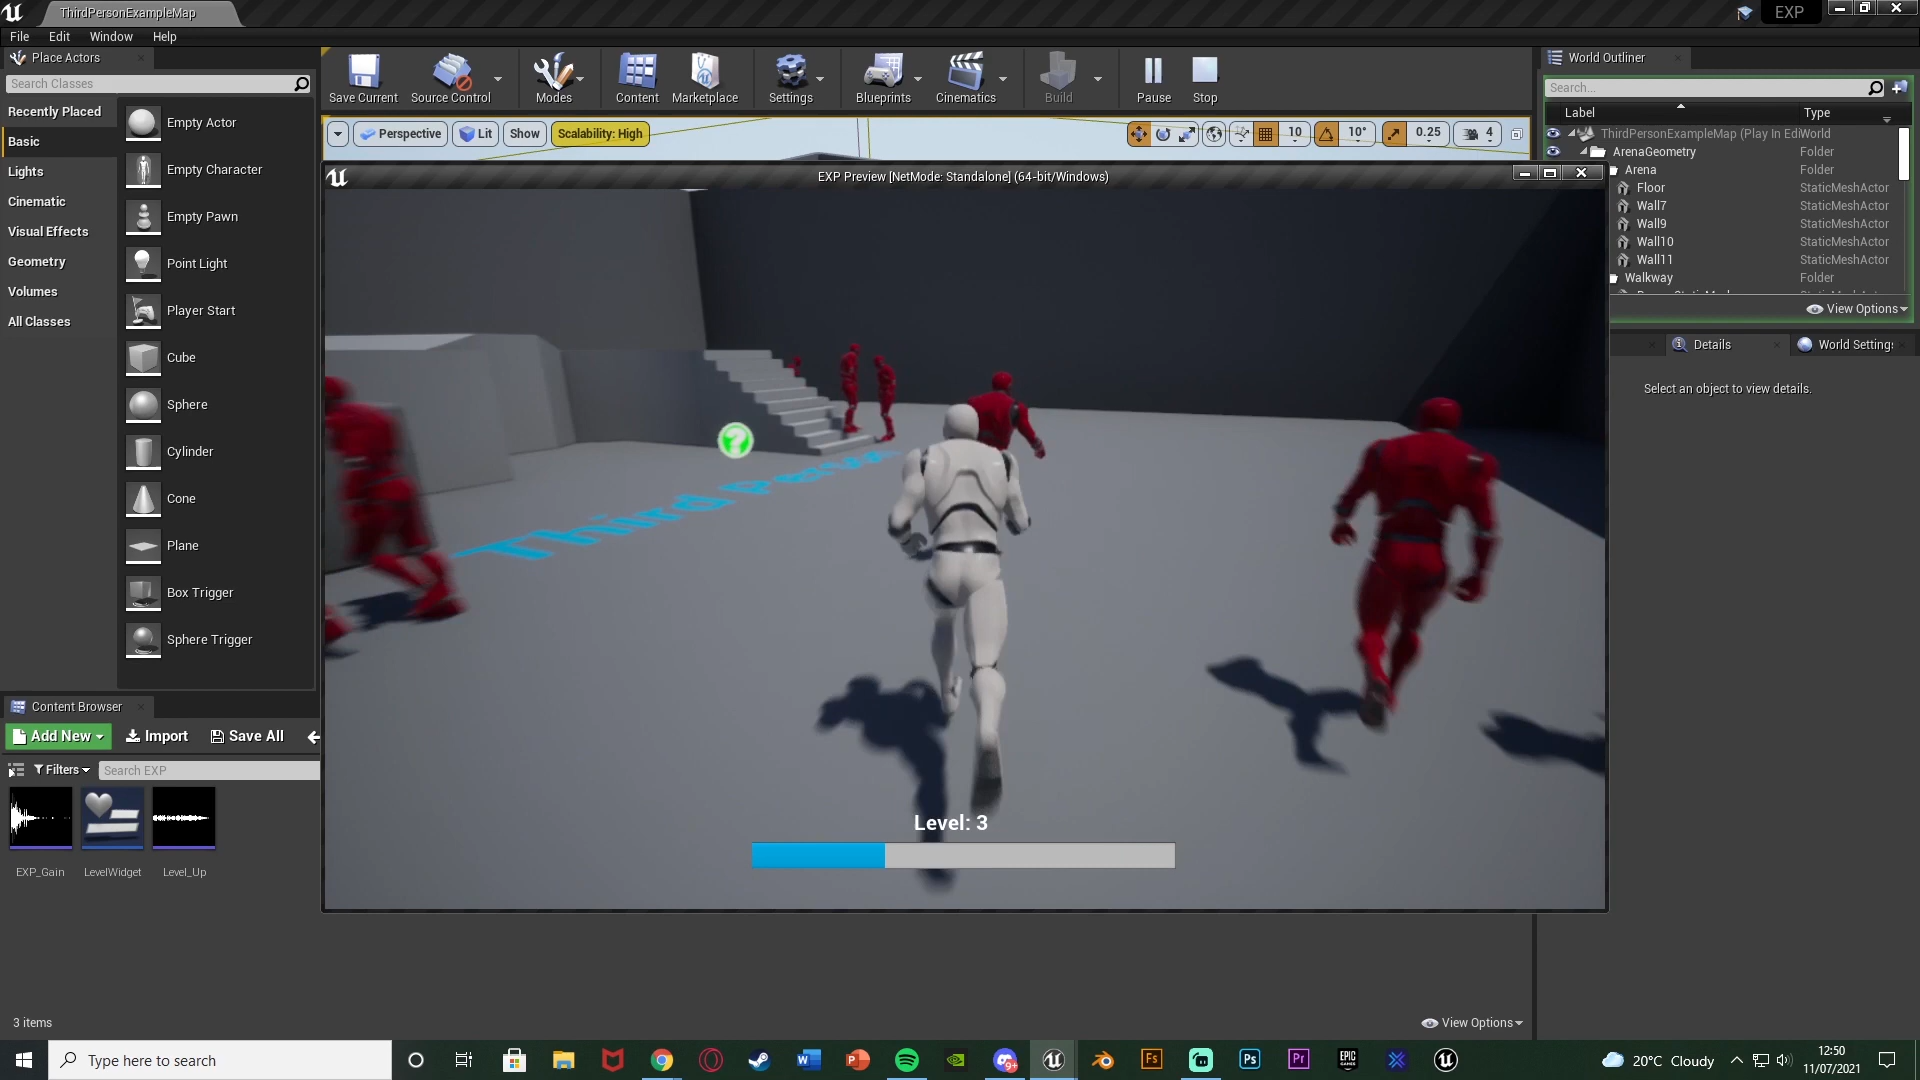 ThirdPersonExampleMap
EXP
File Edit Window Help
Place Actors
Search Classes
Recently Placed
Basic
Lights
Cinematic
Visual Effects
Geometry
Volumes
All Classes
Empty Actor
Empty Character
Empty Pawn
Point Light
Player Start
Cube
Sphere
Cylinder
Cone
Plane
Box Trigger
Sphere Trigger
Save Current Source Control Modes Content Marketplace Settings Blueprints Cinematics Build Pause Stop
Perspective Lit Show Scalability: High 10 10° 0.25 4
EXP Preview [NetMode: Standalone] (64-bit/Windows)
Third
Level: 3
World Outliner
Search...
Label Type
ThirdPersonExampleMap (Play In Edi World
ArenaGeometry Folder
Arena Folder
Floor StaticMeshActor
Wall7 StaticMeshActor
Wall9 StaticMeshActor
Wall10 StaticMeshActor
Wall11 StaticMeshActor
Walkway Folder
View Options
Details World Settings
Select an object to view details.
Content Browser
Add New Import Save All
Filters Search EXP
EXP_Gain LevelWidget Level_Up
3 items View Options
Type here to search
9+
20°C Cloudy
12:50
11/07/2021